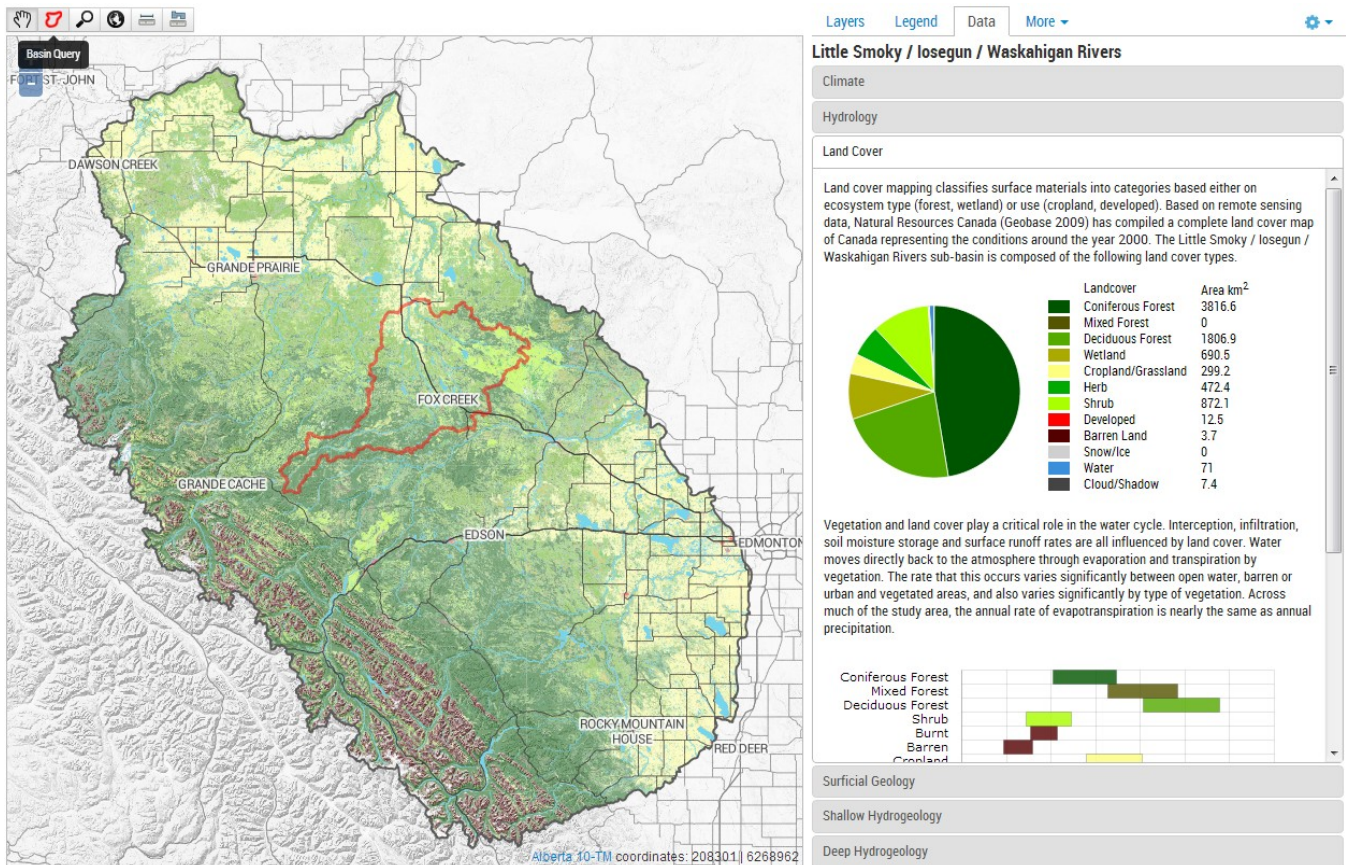 Layers Legend Data More
Basin Query
Little Smoky / Iosegun / Waskahigan Rivers
Climate
Hydrology
Land Cover
Land cover mapping classifies surface materials into categories based either on
ecosystem type (forest, wetland) or use (cropland, developed). Based on remote sensing
data, Natural Resources Canada (Geobase 2009) has compiled a complete land cover map
of Canada representing the conditions around the year 2000. The Little Smoky / Iosegun /
Waskahigan Rivers sub-basin is composed of the following land cover types.
Landcover Area km²
Coniferous Forest 3816.6
Mixed Forest 0
Deciduous Forest 1806.9
Wetland 690.5
Cropland/Grassland 299.2
Herb 472.4
Shrub 872.1
Developed 12.5
Barren Land 3.7
Snow/Ice 0
Water 71
Cloud/Shadow 7.4
Vegetation and land cover play a critical role in the water cycle. Interception, infiltration,
soil moisture storage and surface runoff rates are all influenced by land cover. Water
moves directly back to the atmosphere through evaporation and transpiration by
vegetation. The rate that this occurs varies significantly between open water, barren or
urban and vegetated areas, and also varies significantly by type of vegetation. Across
much of the study area, the annual rate of evapotranspiration is nearly the same as annual
precipitation.
Coniferous Forest
Mixed Forest
Deciduous Forest
Shrub
Burnt
Barren
Cropland
Surficial Geology
Shallow Hydrogeology
Deep Hydrogeology
FORT ST. JOHN
DAWSON CREEK
GRANDE PRAIRIE
FOX CREEK
GRANDE CACHE
EDSON
EDMONTON
ROCKY MOUNTAIN
HOUSE
RED DEER
Alberta 10-TM coordinates: 208301 | 6268962